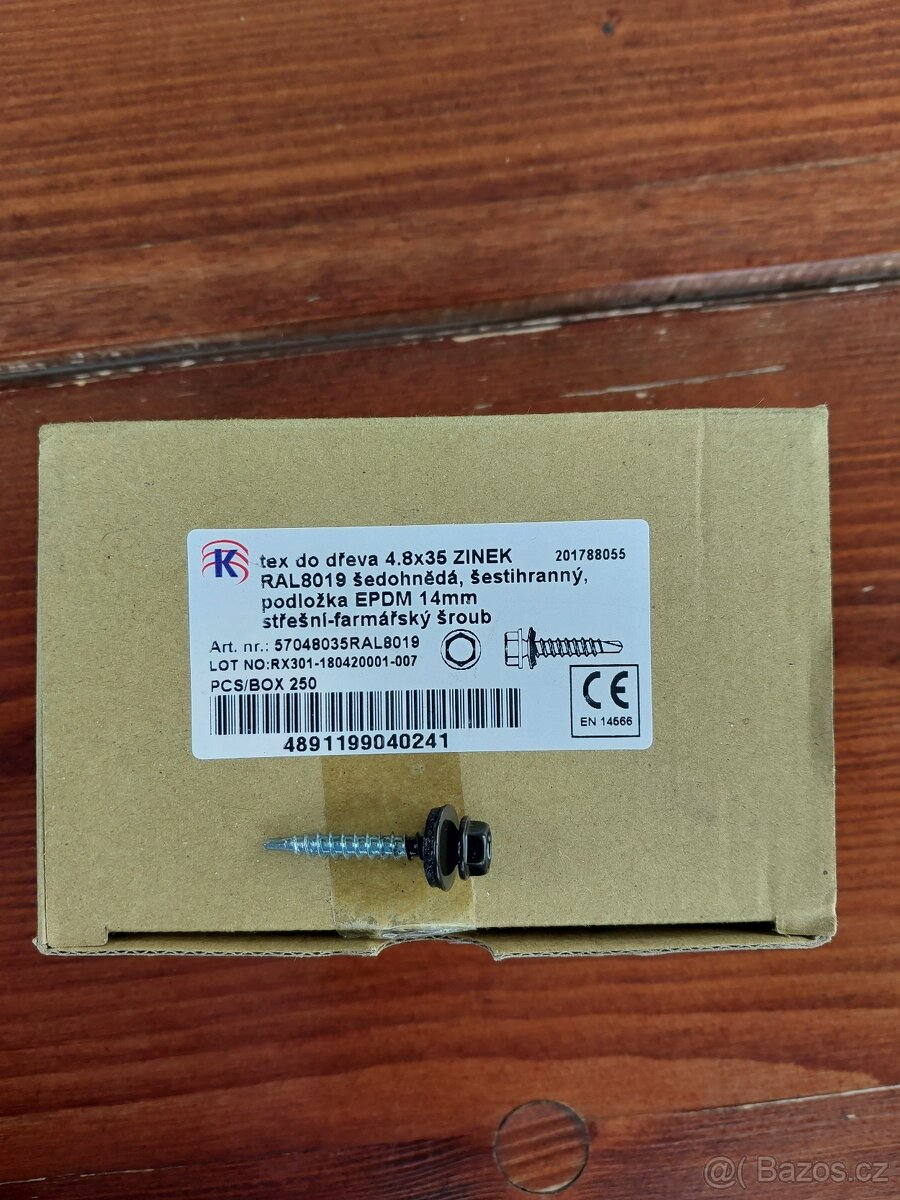 K
tex do dřeva 4.8x35 ZINEK
201788055
RAL8019 šedohnědá, šestihranný,
podložka EPDM 14mm
střešní-farmářský šroub
Art. nr.: 57048035RAL8019
LOT NO:RX301-180420001-007
PCS/BOX 250
CE
EN 14566
4891199040241
@( Bazos.cz